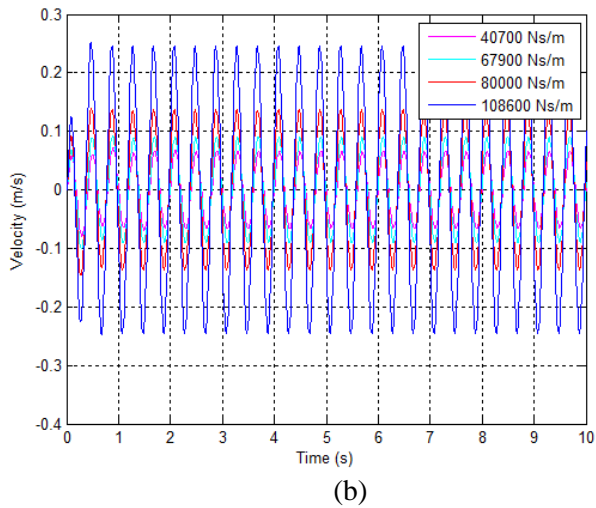 0.3
0.2
0.1
0
-0.1
-0.2
-0.3
-0.4
Velocity (m/s)
40700 Ns/m
67900 Ns/m
80000 Ns/m
108600 Ns/m
0 1 2 3 4 5 6 7 8 9 10
Time (s)
(b)